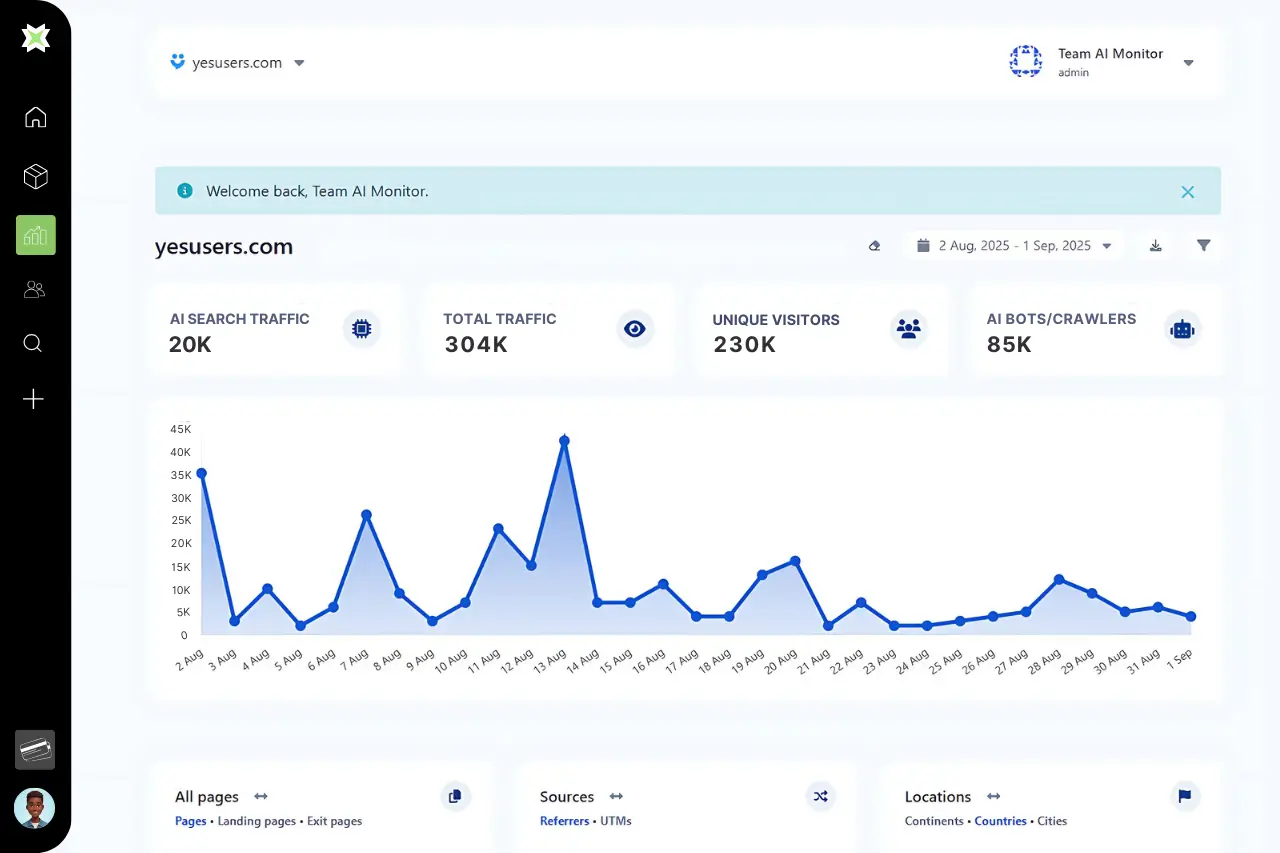 yesusers.com
Team AI Monitor
admin
Welcome back, Team AI Monitor.
yesusers.com
2 Aug, 2025 - 1 Sep, 2025
AI SEARCH TRAFFIC
20K
TOTAL TRAFFIC
304K
UNIQUE VISITORS
230K
AI BOTS/CRAWLERS
85K
45K
40K
35K
30K
25K
20K
15K
10K
5K
0
2 Aug 3 Aug 4 Aug 5 Aug 6 Aug 7 Aug 8 Aug 9 Aug 10 Aug 11 Aug 12 Aug 13 Aug 14 Aug 15 Aug 16 Aug 17 Aug 18 Aug 19 Aug 20 Aug 21 Aug 22 Aug 23 Aug 24 Aug 25 Aug 26 Aug 27 Aug 28 Aug 29 Aug 30 Aug 31 Aug 1 Sep
All pages
Pages • Landing pages • Exit pages
Sources
Referrers • UTMs
Locations
Continents • Countries • Cities